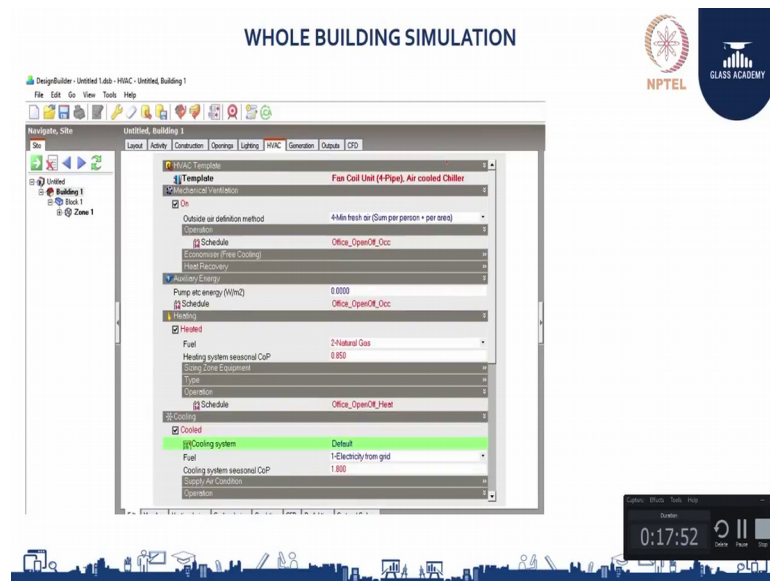 WHOLE BUILDING SIMULATION
NPTEL
GLASS ACADEMY
DesignBuilder - Untitled 1.dsb - HVAC - Untitled, Building 1
File Edit Go View Tools Help
Navigate, Site
Untitled, Building 1
Site
Layout Activity Construction Openings Lighting HVAC Generation Outputs CFD
Untitled
Building 1
Block 1
Zone 1
HVAC Template
Template Fan Coil Unit (4-Pipe), Air cooled Chiller
Mechanical Ventilation
On
Outside air definition method 4-Min fresh air (Sum per person + per area)
Operation
Schedule Office_OpenOff_Occ
Economiser (Free Cooling)
Heat Recovery
Auxiliary Energy
Pump etc energy (W/m2) 0.0000
Schedule Office_OpenOff_Occ
Heating
Heated
Fuel 2-Natural Gas
Heating system seasonal CoP 0.850
Sizing Zone Equipment
Type
Operation
Schedule Office_OpenOff_Heat
Cooling
Cooled
Cooling system Default
Fuel 1-Electricity from grid
Cooling system seasonal CoP 1.800
Supply Air Condition
Operation
Capture Effects Tools Help
Duration
0:17:52
Delete Pause Stop